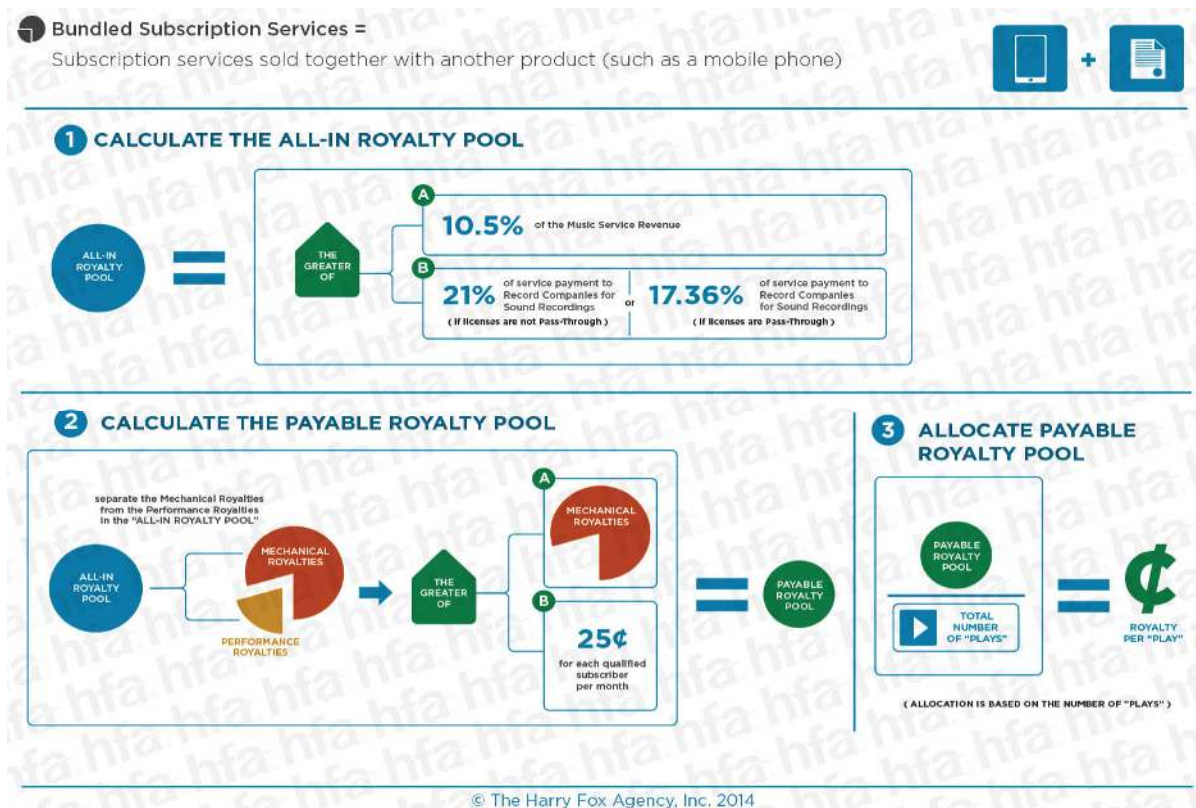 Bundled Subscription Services =
Subscription services sold together with another product (such as a mobile phone)
+
1 CALCULATE THE ALL-IN ROYALTY POOL
ALL-IN
ROYALTY
POOL
=
THE
GREATER
OF
A
10.5% of the Music Service Revenue
B
21%
of service payment to
Record Companies for
Sound Recordings
( If licenses are not Pass-Through )
or
17.36%
of service payment to
Record Companies
for Sound Recordings
( If licenses are Pass-Through )
2 CALCULATE THE PAYABLE ROYALTY POOL
separate the Mechanical Royalties
from the Performance Royalties
in the "ALL-IN ROYALTY POOL"
ALL-IN
ROYALTY
POOL
MECHANICAL
ROYALTIES
PERFORMANCE
ROYALTIES
THE
GREATER
OF
A
MECHANICAL
ROYALTIES
B
25¢
for each qualified
subscriber
per month
=
PAYABLE
ROYALTY
POOL
3 ALLOCATE PAYABLE
ROYALTY POOL
PAYABLE
ROYALTY
POOL
TOTAL
NUMBER
OF "PLAYS"
=
¢
ROYALTY
PER "PLAY"
( ALLOCATION IS BASED ON THE NUMBER OF "PLAYS" )
© The Harry Fox Agency, Inc. 2014
hfa